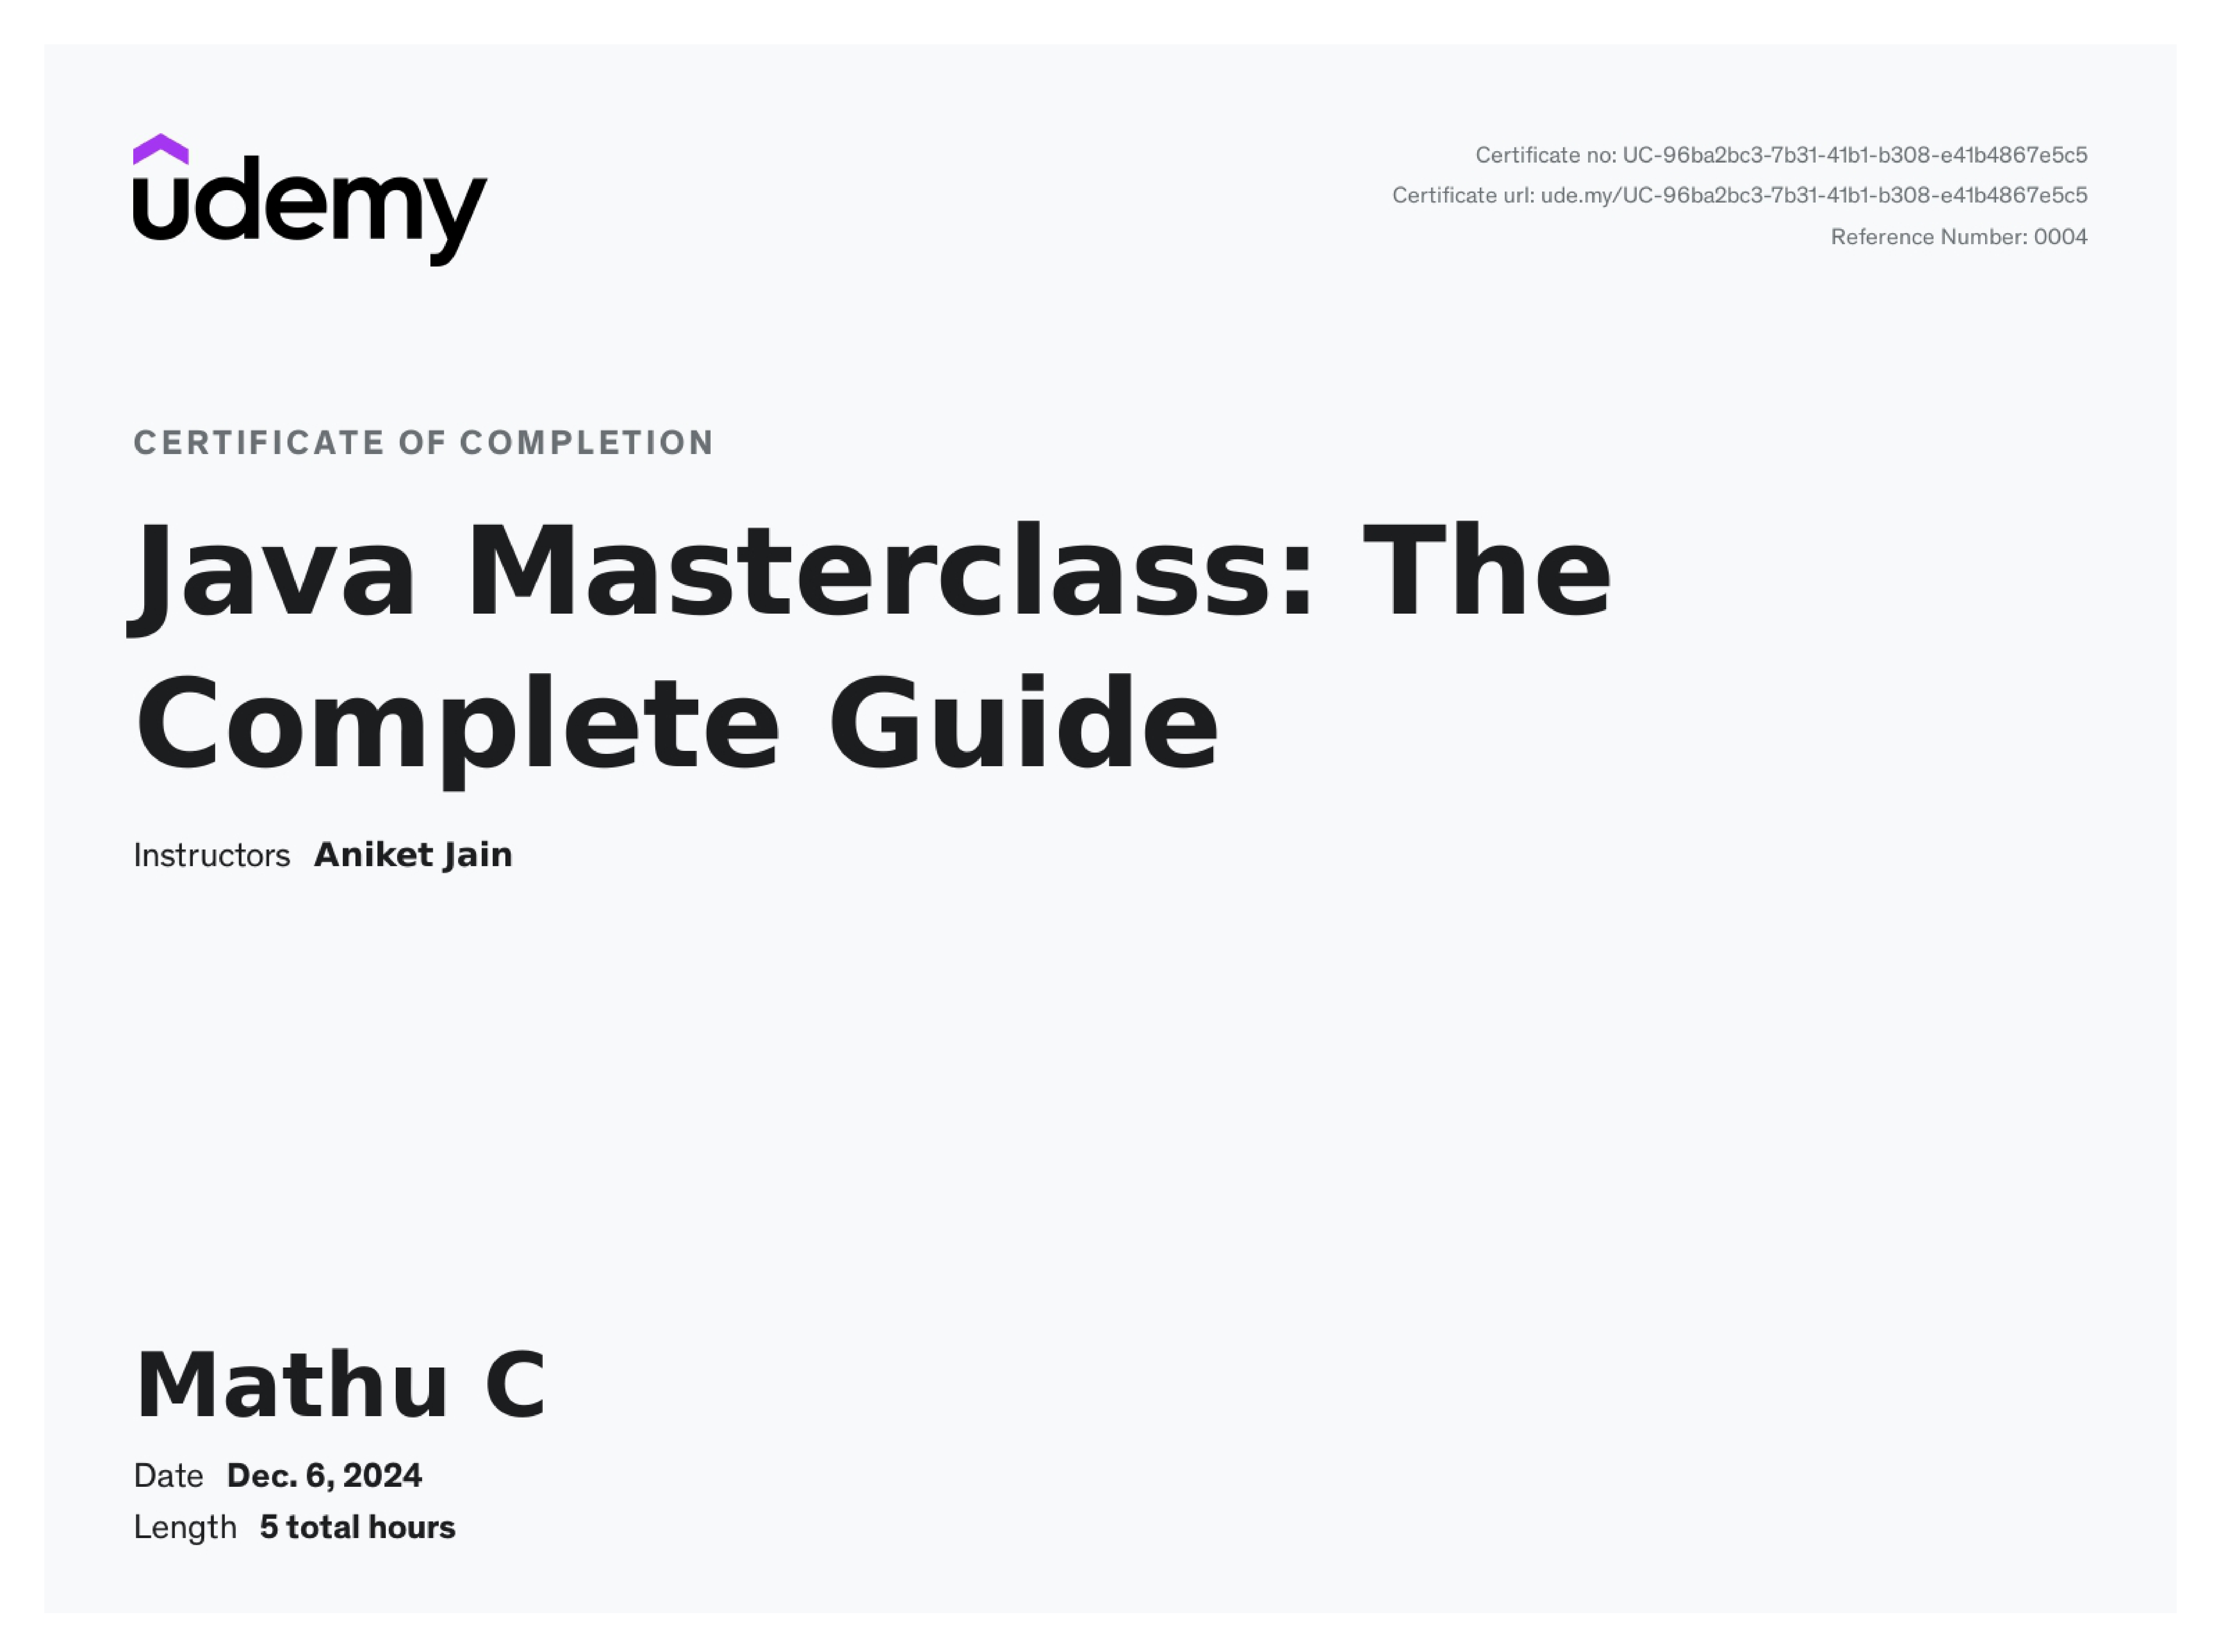 udemy
Certificate no: UC-96ba2bc3-7b31-41b1-b308-e41b4867e5c5
Certificate url: ude.my/UC-96ba2bc3-7b31-41b1-b308-e41b4867e5c5
Reference Number: 0004
CERTIFICATE OF COMPLETION
Java Masterclass: The
Complete Guide
Instructors Aniket Jain
Mathu C
Date Dec. 6, 2024
Length 5 total hours